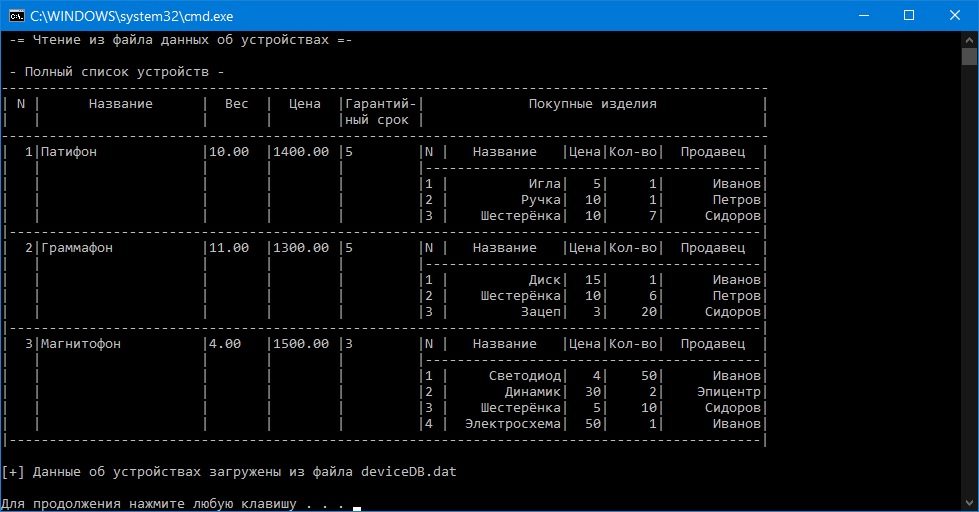 C:\WINDOWS\system32\cmd.exe
-= Чтение из файла данных об устройствах =-
- Полный список устройств -
| N | Название | Вес | Цена |Гарантий-| Покупные изделия |
| | | | |ный срок | |
| 1|Патифон |10.00 |1400.00 |5 |N | Название |Цена|Кол-во| Продавец |
|1 | Игла| 5| 1| Иванов|
|2 | Ручка| 10| 1| Петров|
|3 | Шестерёнка| 10| 7| Сидоров|
| 2|Граммафон |11.00 |1300.00 |5 |N | Название |Цена|Кол-во| Продавец |
|1 | Диск| 15| 1| Иванов|
|2 | Шестерёнка| 10| 6| Петров|
|3 | Зацеп| 3| 20| Сидоров|
| 3|Магнитофон |4.00 |1500.00 |3 |N | Название |Цена|Кол-во| Продавец |
|1 | Светодиод| 4| 50| Иванов|
|2 | Динамик| 30| 2| Эпицентр|
|3 | Шестерёнка| 5| 10| Сидоров|
|4 | Электросхема| 50| 1| Иванов|
[+] Данные об устройствах загружены из файла deviceDB.dat
Для продолжения нажмите любую клавишу . . .